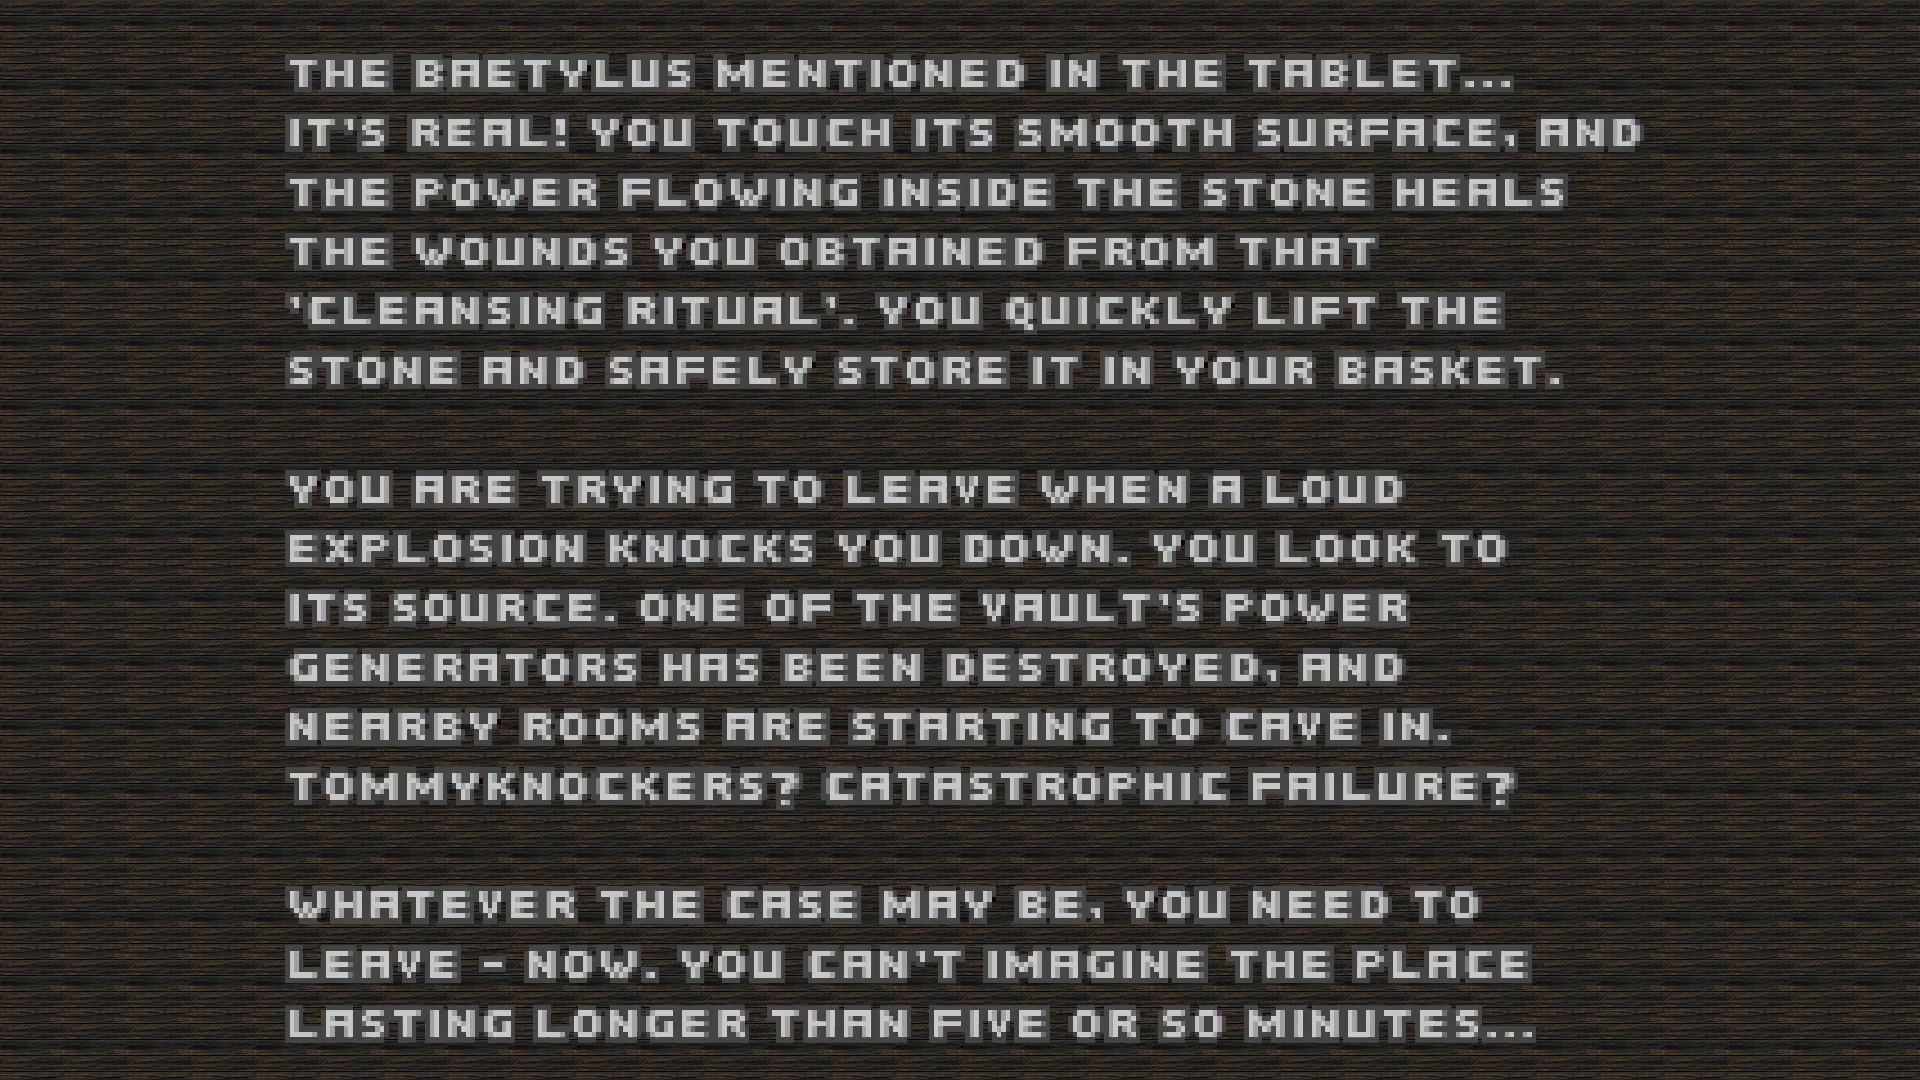 THE BAETYLUS MENTIONED IN THE TABLET...
IT'S REAL! YOU TOUCH ITS SMOOTH SURFACE, AND
THE POWER FLOWING INSIDE THE STONE HEALS
THE WOUNDS YOU OBTAINED FROM THAT
'CLEANSING RITUAL'. YOU QUICKLY LIFT THE
STONE AND SAFELY STORE IT IN YOUR BASKET.
YOU ARE TRYING TO LEAVE WHEN A LOUD
EXPLOSION KNOCKS YOU DOWN. YOU LOOK TO
ITS SOURCE. ONE OF THE VAULT'S POWER
GENERATORS HAS BEEN DESTROYED, AND
NEARBY ROOMS ARE STARTING TO CAVE IN.
TOMMYKNOCKERS? CATASTROPHIC FAILURE?
WHATEVER THE CASE MAY BE, YOU NEED TO
LEAVE - NOW. YOU CAN'T IMAGINE THE PLACE
LASTING LONGER THAN FIVE OR SO MINUTES...